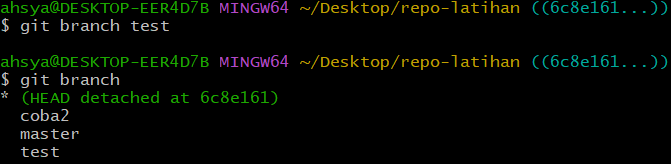 ahsya@DESKTOP-EER4D7B MINGW64 ~/Desktop/repo-latihan ((6c8e161...))
$ git branch test
ahsya@DESKTOP-EER4D7B MINGW64 ~/Desktop/repo-latihan ((6c8e161...))
$ git branch
* (HEAD detached at 6c8e161)
coba2
master
test